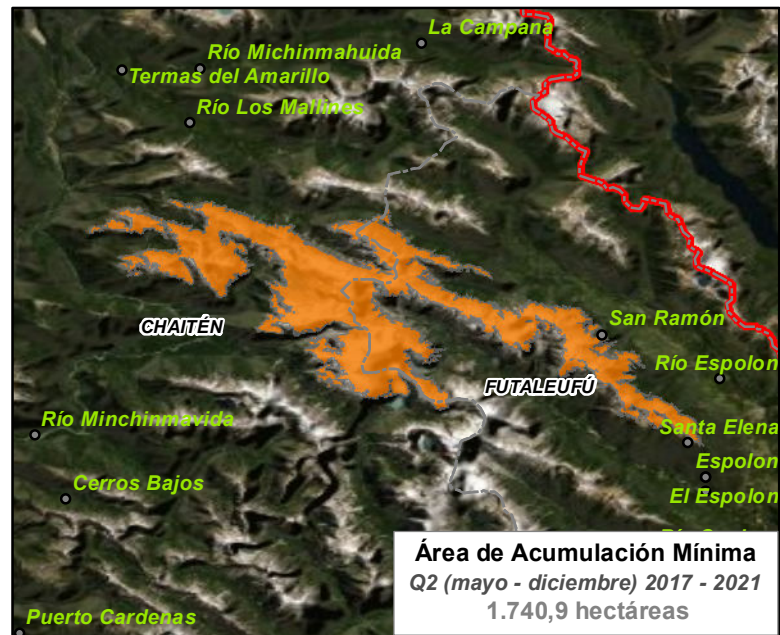 La Campana
Río Michinmahuida
Termas del Amarillo
Río Los Mallines
CHAITÉN
San Ramón
Río Espolon
FUTALEUFÚ
Río Minchinmavida
Santa Elena
Espolon
Cerros Bajos
El Espolon
Área de Acumulación Mínima
Q2 (mayo - diciembre) 2017 - 2021
1.740,9 hectáreas
Puerto Cardenas